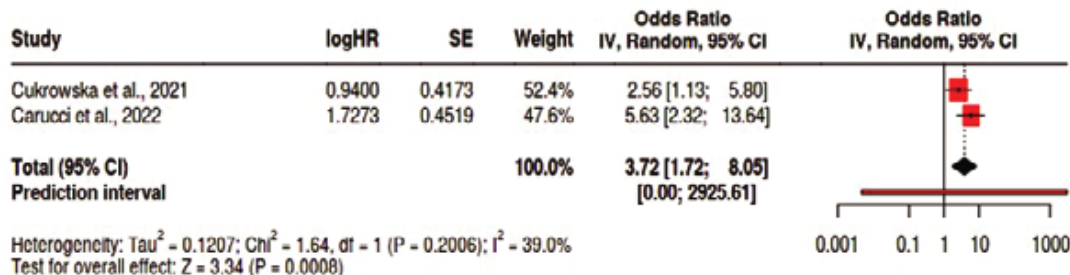 Odds Ratio Odds Ratio
Study logHR SE Weight IV, Random, 95% CI IV, Random, 95% CI
Cukrowska et al., 2021 0.9400 0.4173 52.4% 2.56 [1.13; 5.80]
Carucci et al., 2022 1.7273 0.4519 47.6% 5.63 [2.32; 13.64]
Total (95% CI) 100.0% 3.72 [1.72; 8.05]
Prediction interval [0.00; 2925.61]
Heterogeneity: Tau² = 0.1207; Chi² = 1.64, df = 1 (P = 0.2006); I² = 39.0%
0.001 0.1 1 10 1000
Test for overall effect: Z = 3.34 (P = 0.0008)